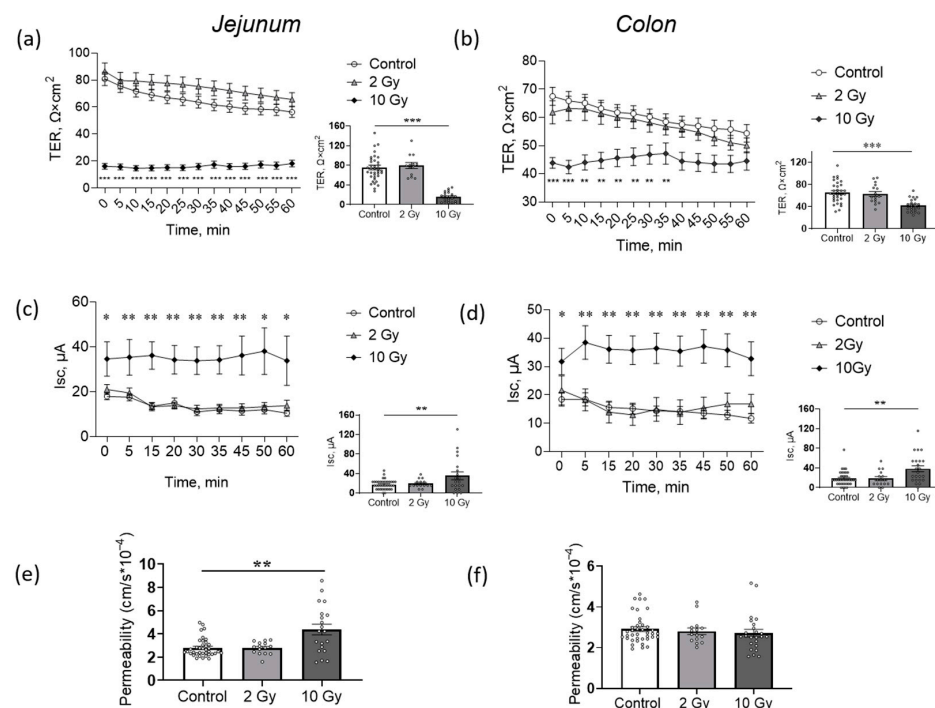 Jejunum
Colon
(a)
TER, Ω×cm²
100
80
60
40
20
0
*** *** *** *** *** *** *** *** *** *** *** *** ***
0 5 10 15 20 25 30 35 40 45 50 55 60
Time, min
Control
2 Gy
10 Gy
TER, Ω×cm²
200
160
120
80
40
0
***
Control 2 Gy 10 Gy
(b)
TER, Ω×cm²
80
70
60
50
40
30
*** *** ** ** ** ** ** **
0 5 10 15 20 25 30 35 40 45 50 55 60
Time, min
Control
2 Gy
10 Gy
TER, Ω×cm²
200
160
120
80
40
0
***
Control 2 Gy 10 Gy
(c)
Isc, µA
60
40
20
0
* ** ** ** ** ** ** * *
0 5 15 20 30 35 45 50 60
Time, min
Control
2 Gy
10 Gy
Isc, µA
160
120
80
40
0
**
Control 2 Gy 10 Gy
(d)
Isc, µA
50
40
30
20
10
0
* ** ** ** ** ** ** ** **
0 5 15 20 30 35 45 50 60
Time, min
Control
2Gy
10Gy
Isc, µA
160
120
80
40
0
**
Control 2 Gy 10 Gy
(e)
Permeability (cm/s*10⁻⁴)
10
8
6
4
2
0
**
Control 2 Gy 10 Gy
(f)
Permeability (cm/s*10⁻⁴)
6
4
2
0
Control 2 Gy 10 Gy